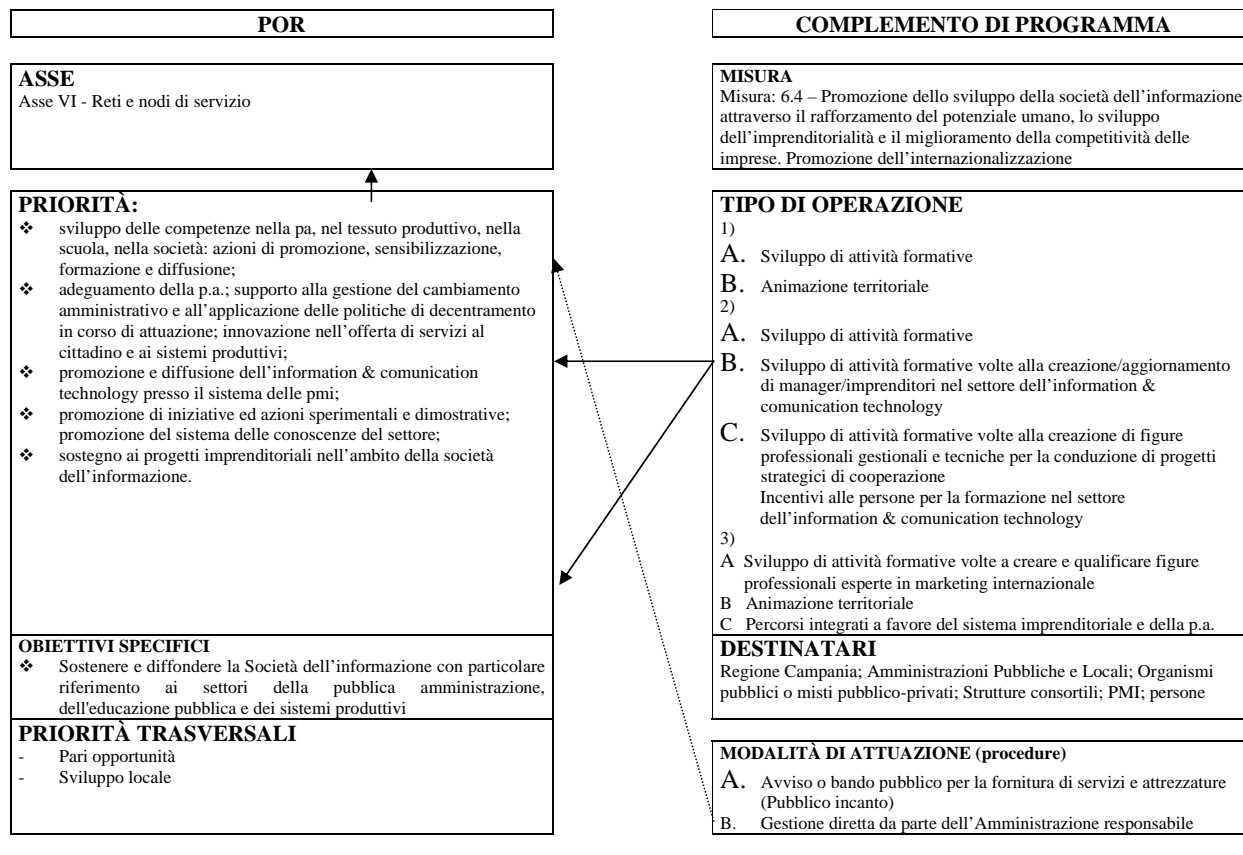 POR
ASSE
Asse VI - Reti e nodi di servizio
PRIORITÀ:
❖ sviluppo delle competenze nella pa, nel tessuto produttivo, nella
scuola, nella società: azioni di promozione, sensibilizzazione,
formazione e diffusione;
❖ adeguamento della p.a.; supporto alla gestione del cambiamento
amministrativo e all’applicazione delle politiche di decentramento
in corso di attuazione; innovazione nell’offerta di servizi al
cittadino e ai sistemi produttivi;
❖ promozione e diffusione dell’information & comunication
technology presso il sistema delle pmi;
❖ promozione di iniziative ed azioni sperimentali e dimostrative;
promozione del sistema delle conoscenze del settore;
❖ sostegno ai progetti imprenditoriali nell’ambito della società
dell’informazione.
OBIETTIVI SPECIFICI
❖ Sostenere e diffondere la Società dell’informazione con particolare
riferimento ai settori della pubblica amministrazione,
dell'educazione pubblica e dei sistemi produttivi
PRIORITÀ TRASVERSALI
- Pari opportunità
- Sviluppo locale
COMPLEMENTO DI PROGRAMMA
MISURA
Misura: 6.4 – Promozione dello sviluppo della società dell’informazione
attraverso il rafforzamento del potenziale umano, lo sviluppo
dell’imprenditorialità e il miglioramento della competitività delle
imprese. Promozione dell’internazionalizzazione
TIPO DI OPERAZIONE
1)
A. Sviluppo di attività formative
B. Animazione territoriale
2)
A. Sviluppo di attività formative
B. Sviluppo di attività formative volte alla creazione/aggiornamento
di manager/imprenditori nel settore dell’information &
comunication technology
C. Sviluppo di attività formative volte alla creazione di figure
professionali gestionali e tecniche per la conduzione di progetti
strategici di cooperazione
Incentivi alle persone per la formazione nel settore
dell’information & comunication technology
3)
A Sviluppo di attività formative volte a creare e qualificare figure
professionali esperte in marketing internazionale
B Animazione territoriale
C Percorsi integrati a favore del sistema imprenditoriale e della p.a.
DESTINATARI
Regione Campania; Amministrazioni Pubbliche e Locali; Organismi
pubblici o misti pubblico-privati; Strutture consortili; PMI; persone
MODALITÀ DI ATTUAZIONE (procedure)
A. Avviso o bando pubblico per la fornitura di servizi e attrezzature
(Pubblico incanto)
B. Gestione diretta da parte dell’Amministrazione responsabile